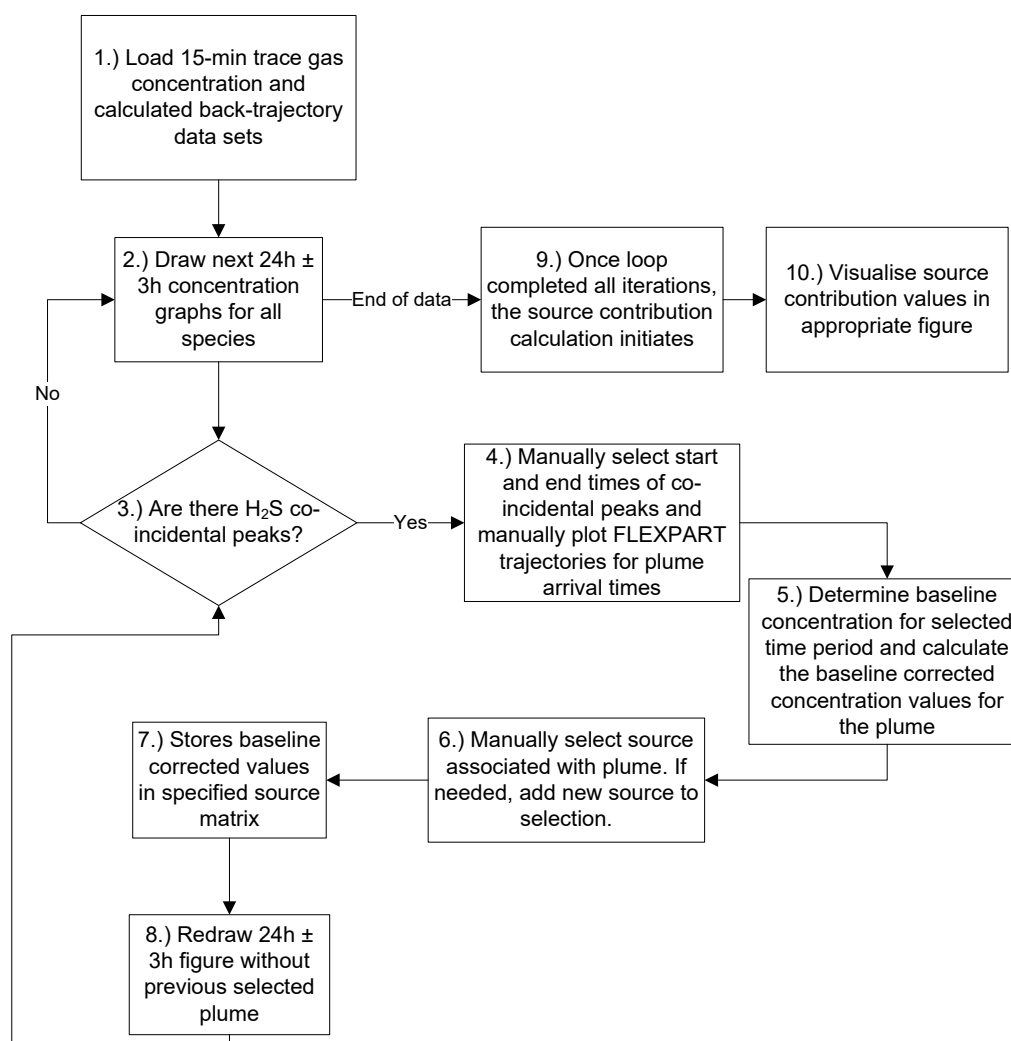 1.) Load 15-min trace gas
concentration and
calculated back-trajectory
data sets
2.) Draw next 24h ±
3h concentration
graphs for all
species
End of data
9.) Once loop
completed all iterations,
the source contribution
calculation initiates
10.) Visualise source
contribution values in
appropriate figure
No
3.) Are there H₂S co-
incidental peaks?
Yes
4.) Manually select start
and end times of co-
incidental peaks and
manually plot FLEXPART
trajectories for plume
arrival times
5.) Determine baseline
concentration for selected
time period and calculate
the baseline corrected
concentration values for
the plume
6.) Manually select source
associated with plume. If
needed, add new source to
selection.
7.) Stores baseline
corrected values
in specified source
matrix
8.) Redraw 24h ±
3h figure without
previous selected
plume